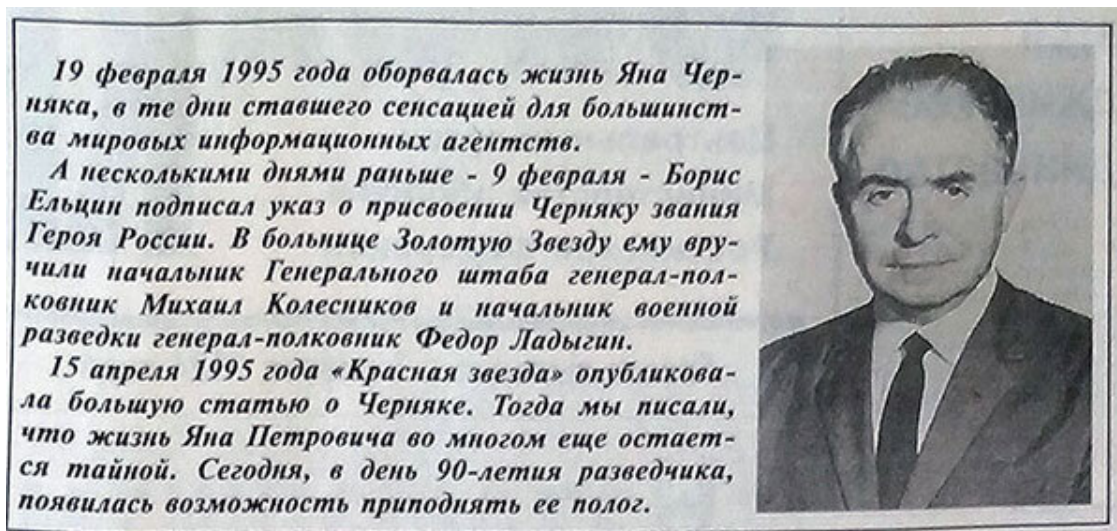 19 февраля 1995 года оборвалась жизнь Яна Чер-
няка, в те дни ставшего сенсацией для большинст-
ва мировых информационных агентств.
А несколькими днями раньше - 9 февраля - Борис
Ельцин подписал указ о присвоении Черняку звания
Героя России. В больнице Золотую Звезду ему вру-
чили начальник Генерального штаба генерал-пол-
ковник Михаил Колесников и начальник военной
разведки генерал-полковник Федор Ладыгин.
15 апреля 1995 года «Красная звезда» опубликова-
ла большую статью о Черняке. Тогда мы писали,
что жизнь Яна Петровича во многом еще остает-
ся тайной. Сегодня, в день 90-летия разведчика,
появилась возможность приподнять ее полог.